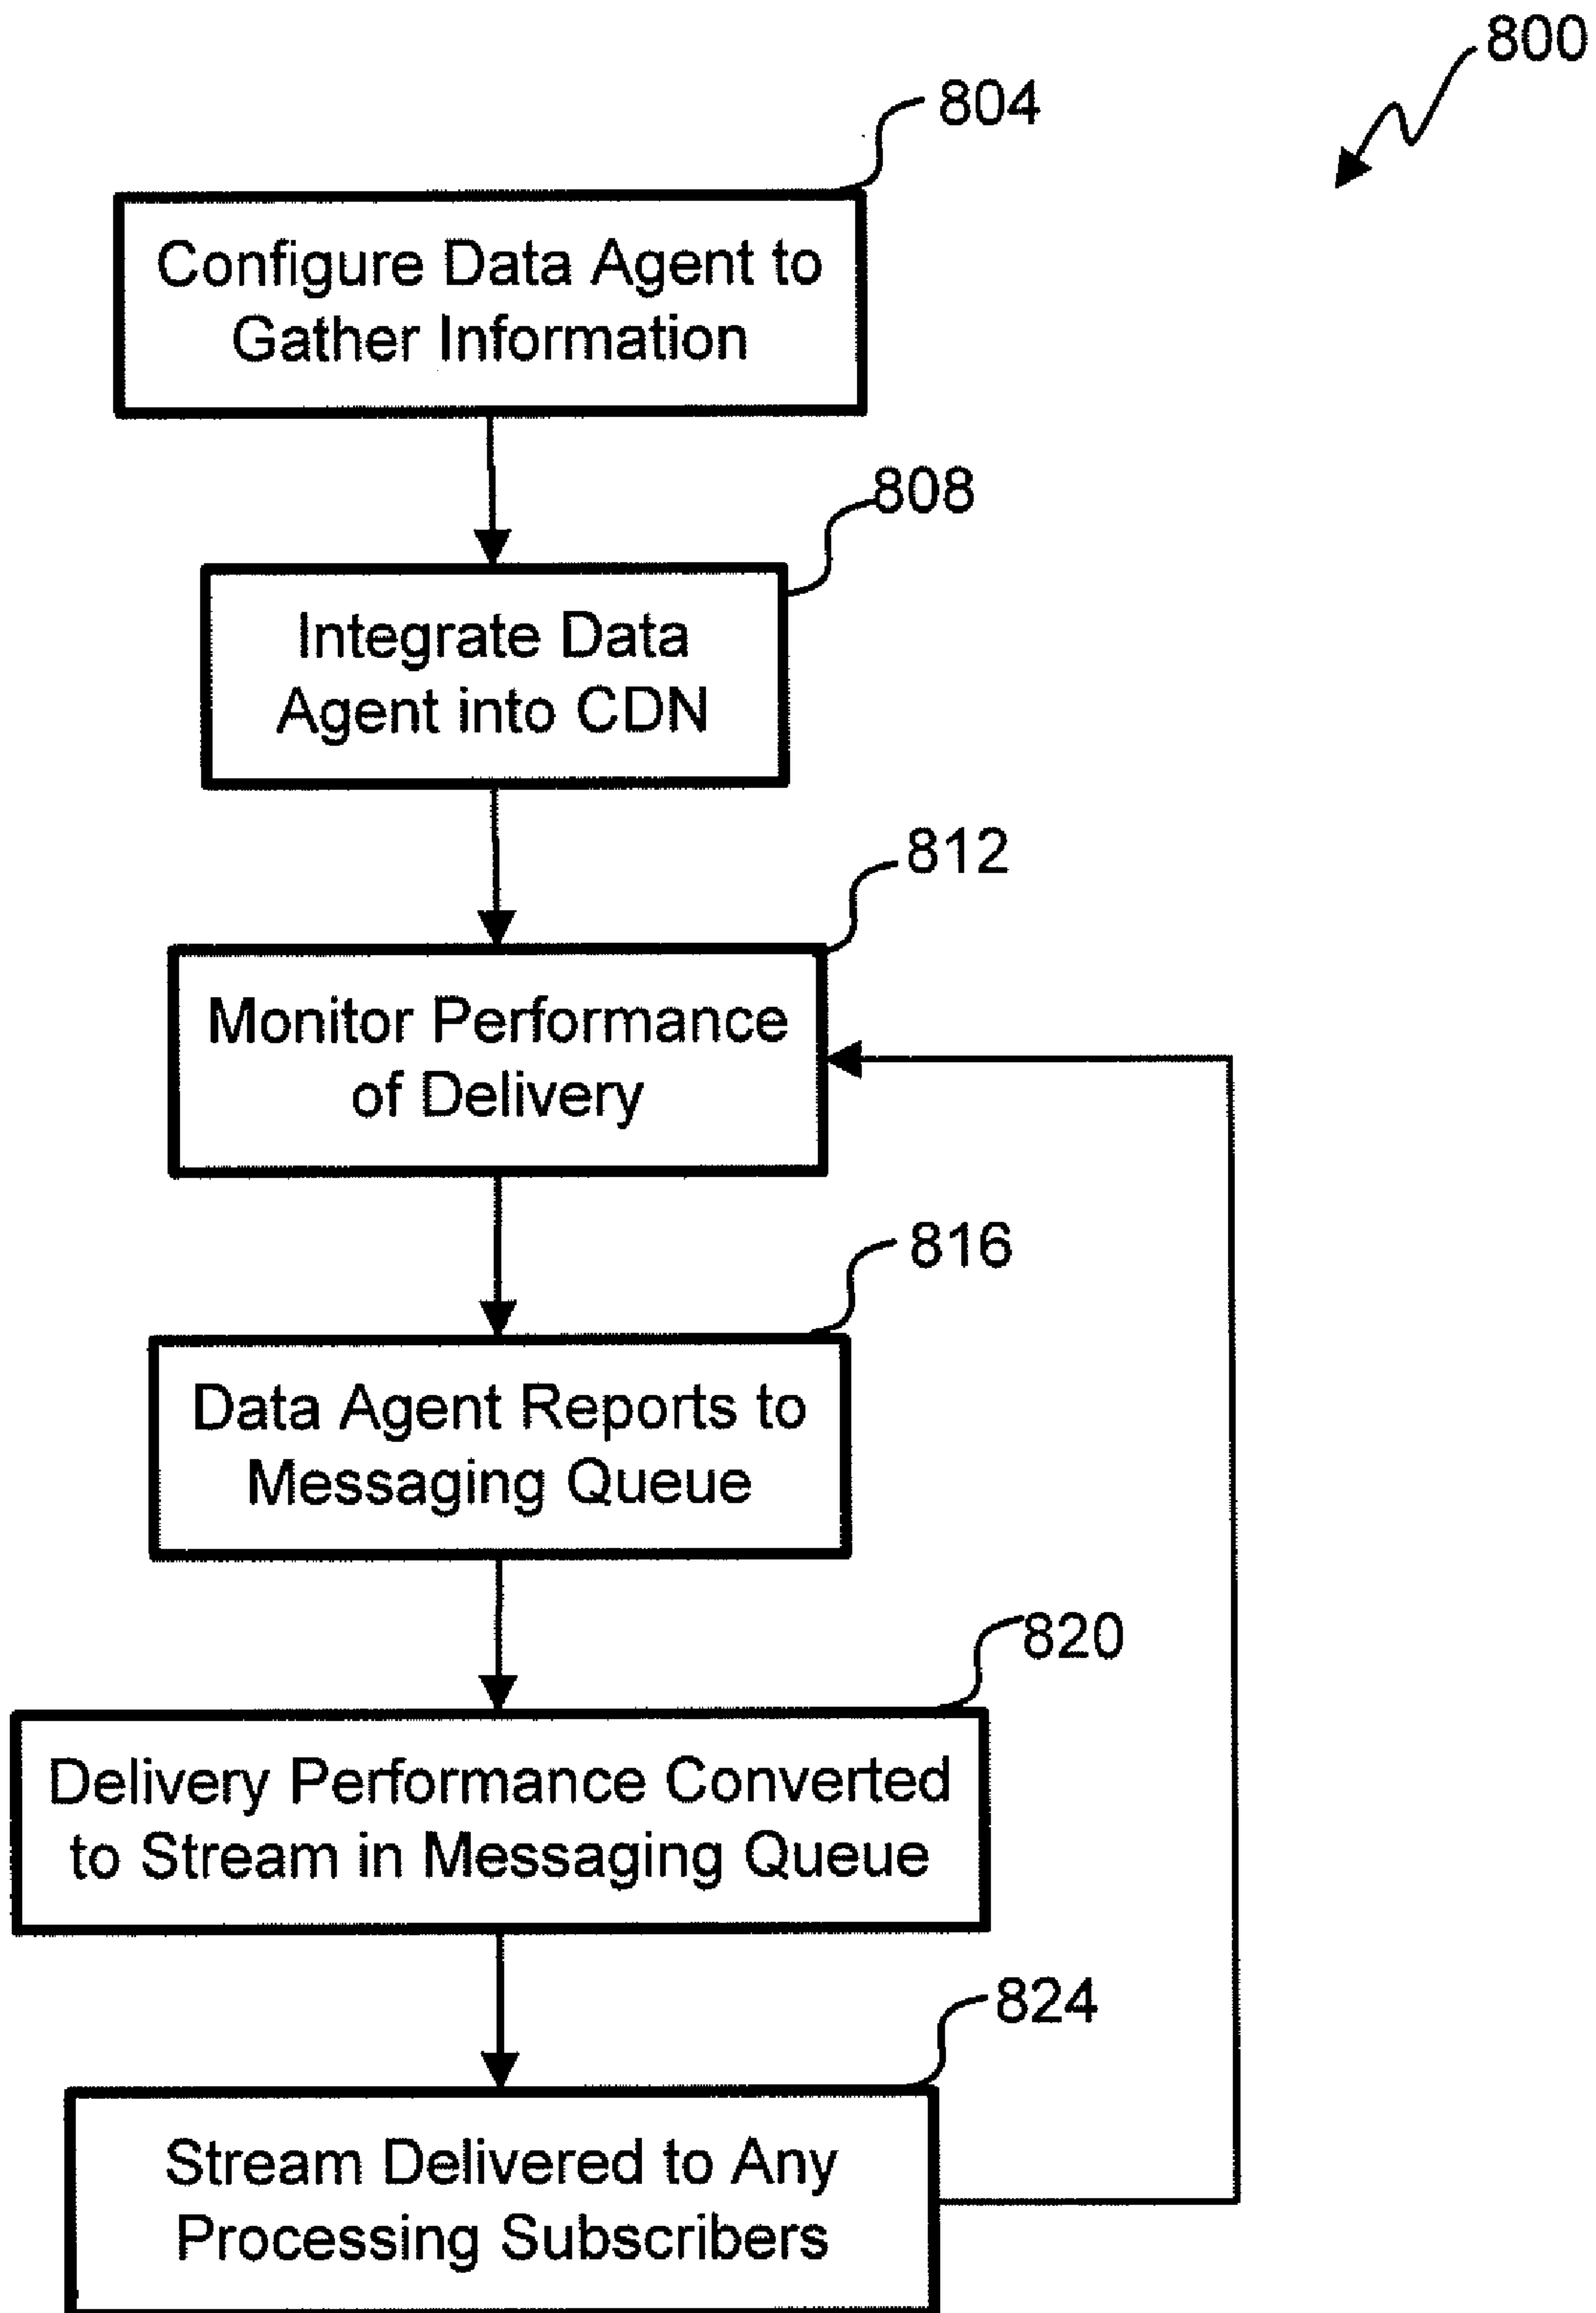 800
804
Configure Data Agent to
Gather Information
808
Integrate Data
Agent into CDN
812
Monitor Performance
of Delivery
816
Data Agent Reports to
Messaging Queue
820
Delivery Performance Converted
to Stream in Messaging Queue
824
Stream Delivered to Any
Processing Subscribers